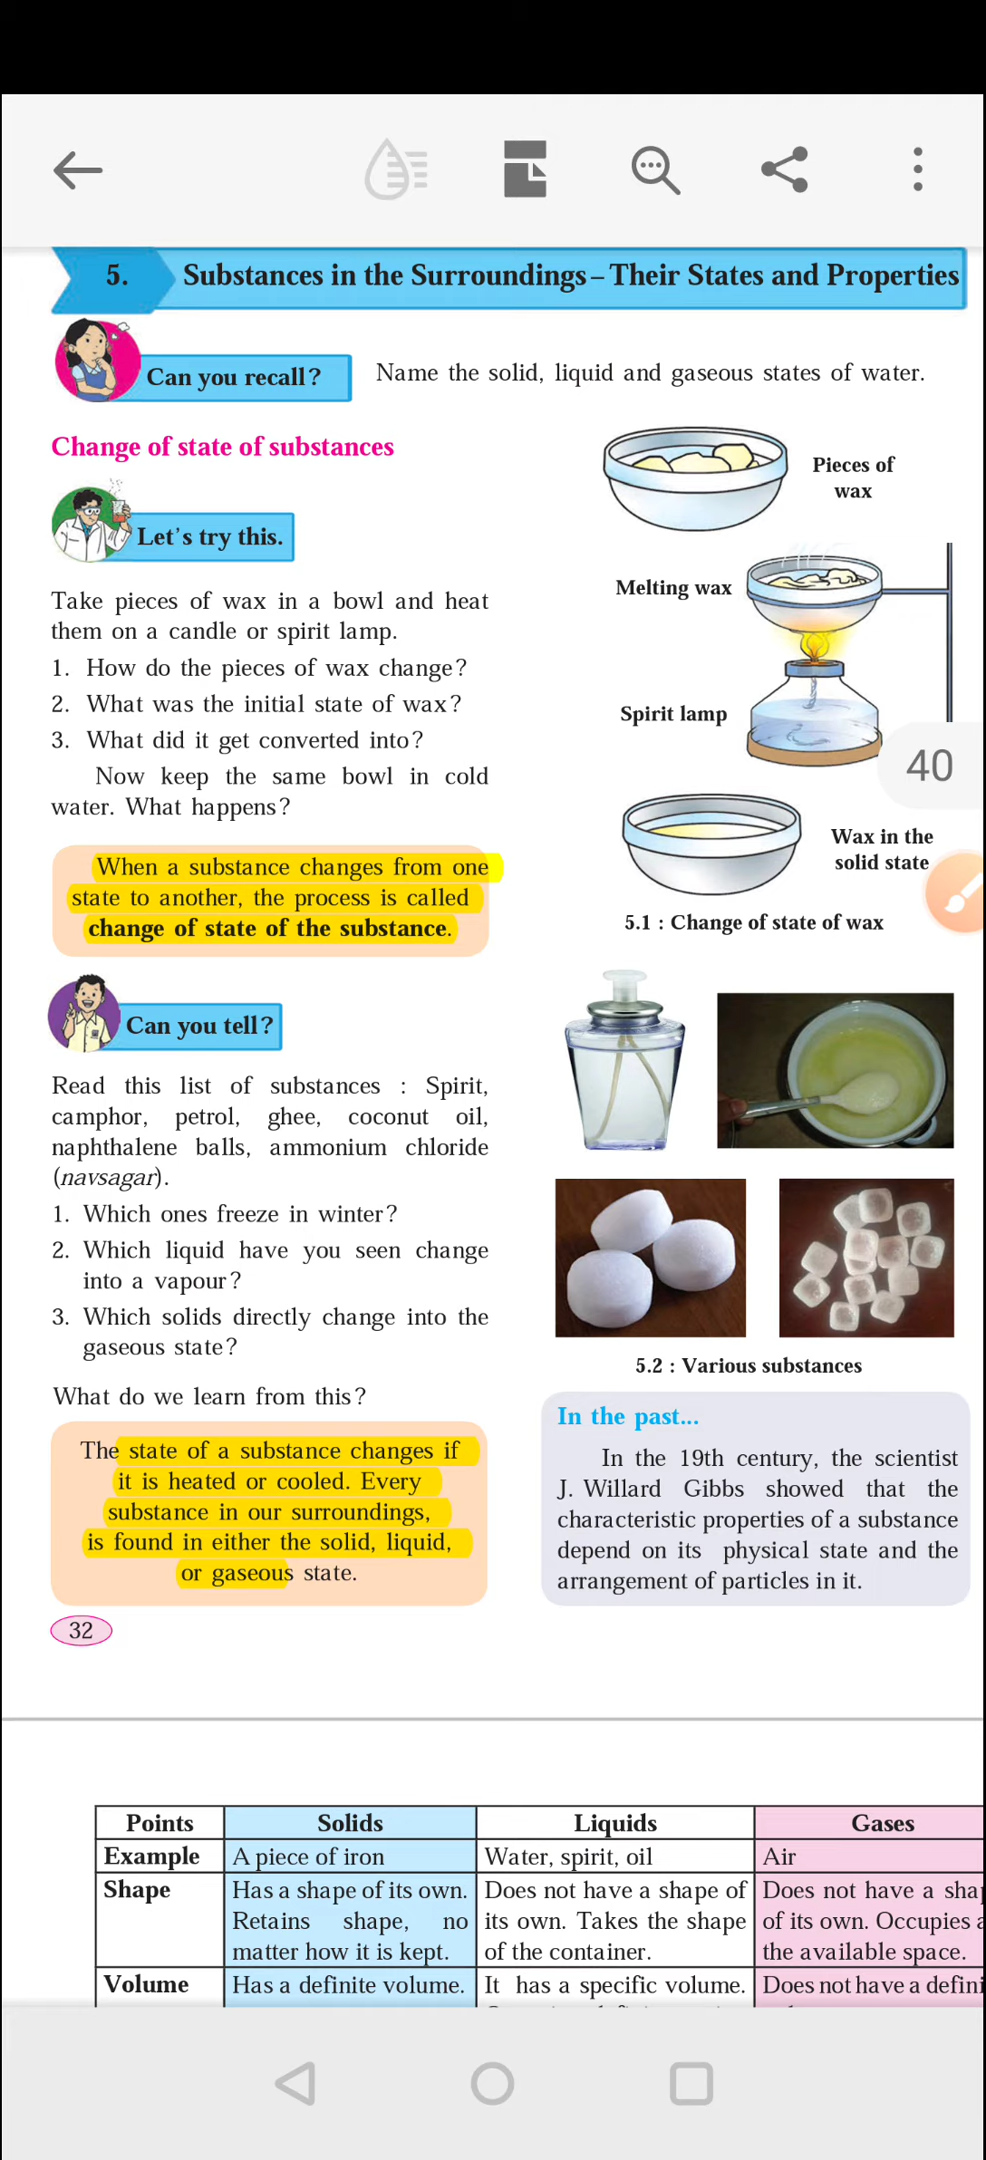 5. Substances in the Surroundings – Their States and Properties
Can you recall?
Name the solid, liquid and gaseous states of water.
Change of state of substances
Let's try this.
Take pieces of wax in a bowl and heat
them on a candle or spirit lamp.
1. How do the pieces of wax change?
2. What was the initial state of wax?
3. What did it get converted into?
Now keep the same bowl in cold
water. What happens?
When a substance changes from one
state to another, the process is called
change of state of the substance.
Pieces of
wax
Melting wax
Spirit lamp
40
Wax in the
solid state
5.1 : Change of state of wax
Can you tell?
Read this list of substances : Spirit,
camphor, petrol, ghee, coconut oil,
naphthalene balls, ammonium chloride
(navsagar).
1. Which ones freeze in winter?
2. Which liquid have you seen change
into a vapour?
3. Which solids directly change into the
gaseous state?
What do we learn from this?
The state of a substance changes if
it is heated or cooled. Every
substance in our surroundings,
is found in either the solid, liquid,
or gaseous state.
5.2 : Various substances
In the past...
In the 19th century, the scientist
J. Willard Gibbs showed that the
characteristic properties of a substance
depend on its physical state and the
arrangement of particles in it.
32
Points Solids Liquids Gases
Example A piece of iron Water, spirit, oil Air
Shape Has a shape of its own. Does not have a shape of Does not have a
Retains shape, no its own. Takes the shape of its own. Occupies
matter how it is kept. of the container. the available space.
Volume Has a definite volume. It has a specific volume. Does not have a